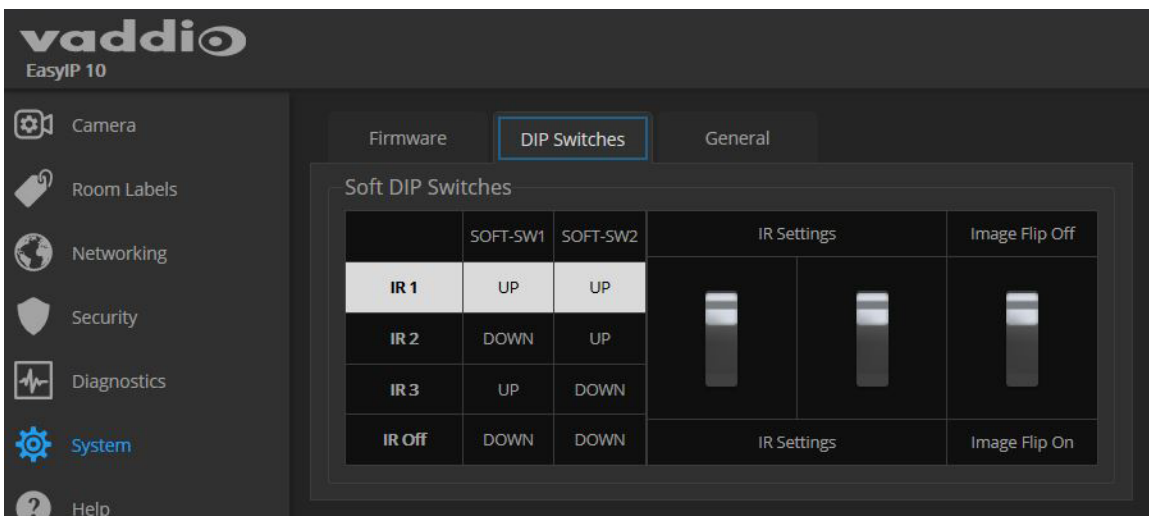 vaddio
EasyIP 10
Camera
Room Labels
Networking
Security
Diagnostics
System
Help
Firmware DIP Switches General
Soft DIP Switches
SOFT-SW1 SOFT-SW2 IR Settings Image Flip Off
IR 1 UP UP
IR 2 DOWN UP
IR 3 UP DOWN
IR Off DOWN DOWN IR Settings Image Flip On